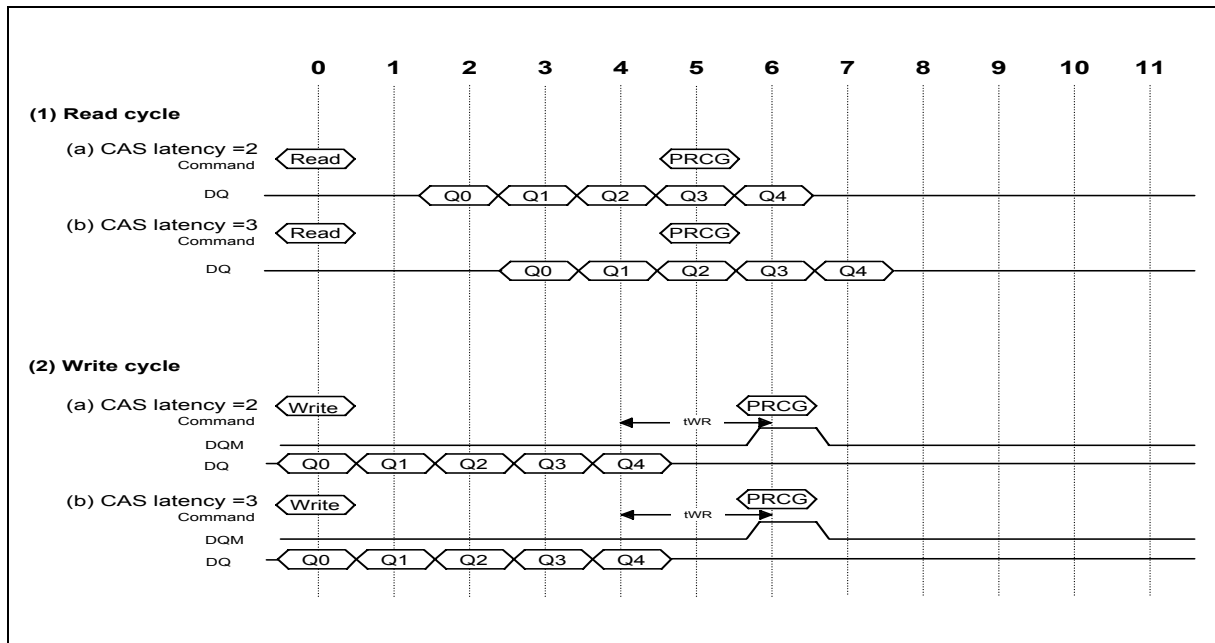 0 1 2 3 4 5 6 7 8 9 10 11
(1) Read cycle
(a) CAS latency =2
Command Read PRCG
DQ Q0 Q1 Q2 Q3 Q4
(b) CAS latency =3
Command Read PRCG
DQ Q0 Q1 Q2 Q3 Q4
(2) Write cycle
(a) CAS latency =2
Command Write tWR PRCG
DQM
DQ Q0 Q1 Q2 Q3 Q4
(b) CAS latency =3
Command Write tWR PRCG
DQM
DQ Q0 Q1 Q2 Q3 Q4